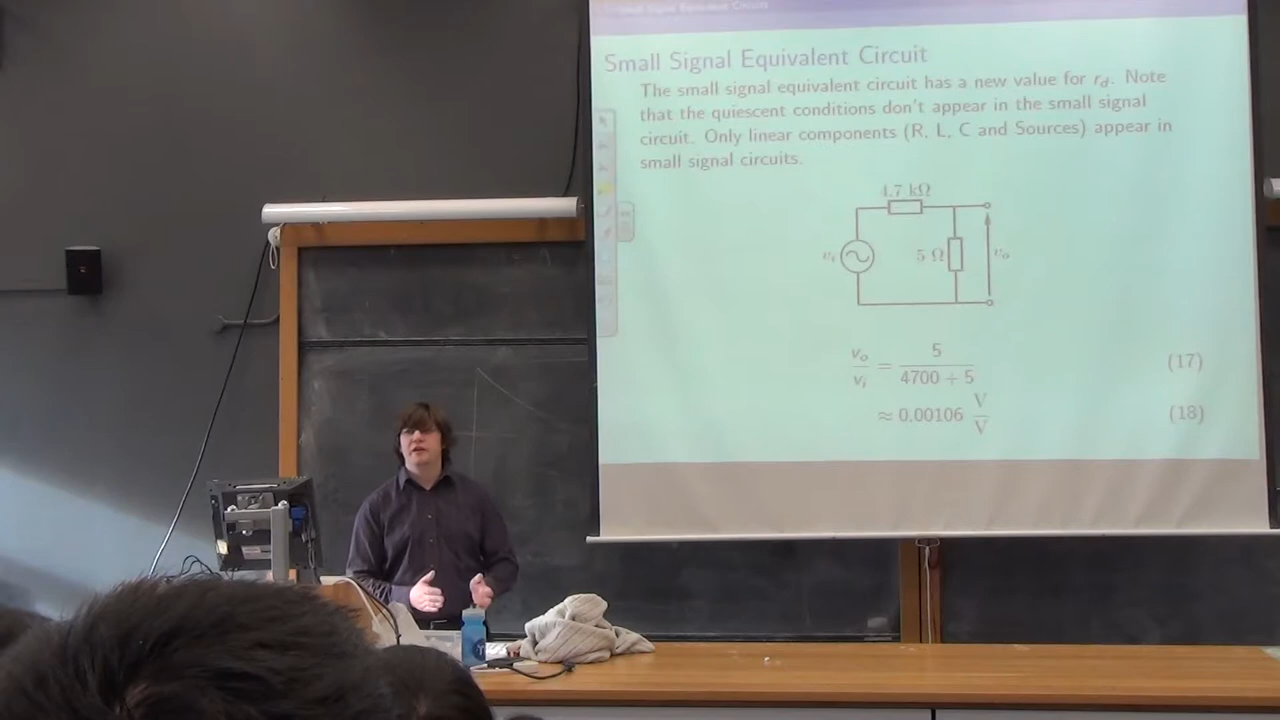 Small Signal Equivalent Circuit
The small signal equivalent circuit has a new value for r_d. Note
that the quiescent conditions don't appear in the small signal
circuit. Only linear components (R, L, C and Sources) appear in
small signal circuits.
4.7 kΩ
v_i
5 Ω
v_o
v_o / v_i = 5 / (4700 + 5) (17)
≈ 0.00106 V/V (18)